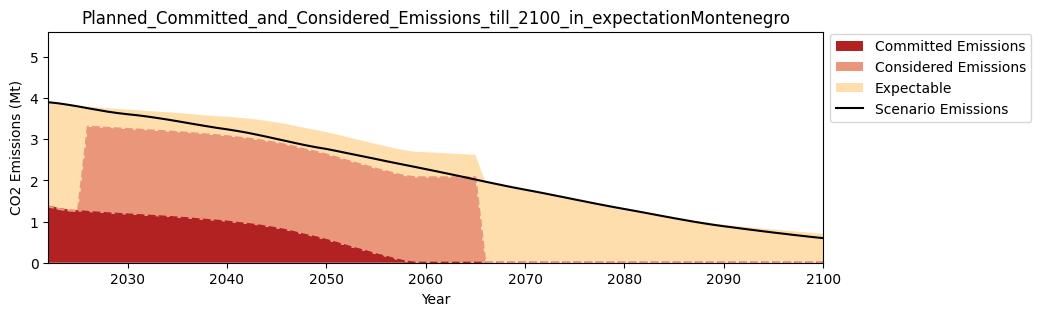 Planned_Committed_and_Considered_Emissions_till_2100_in_expectationMontenegro
CO2 Emissions (Mt)
5
4
3
2
1
0
2030 2040 2050 2060 2070 2080 2090 2100
Year
Committed Emissions
Considered Emissions
Expectable
Scenario Emissions